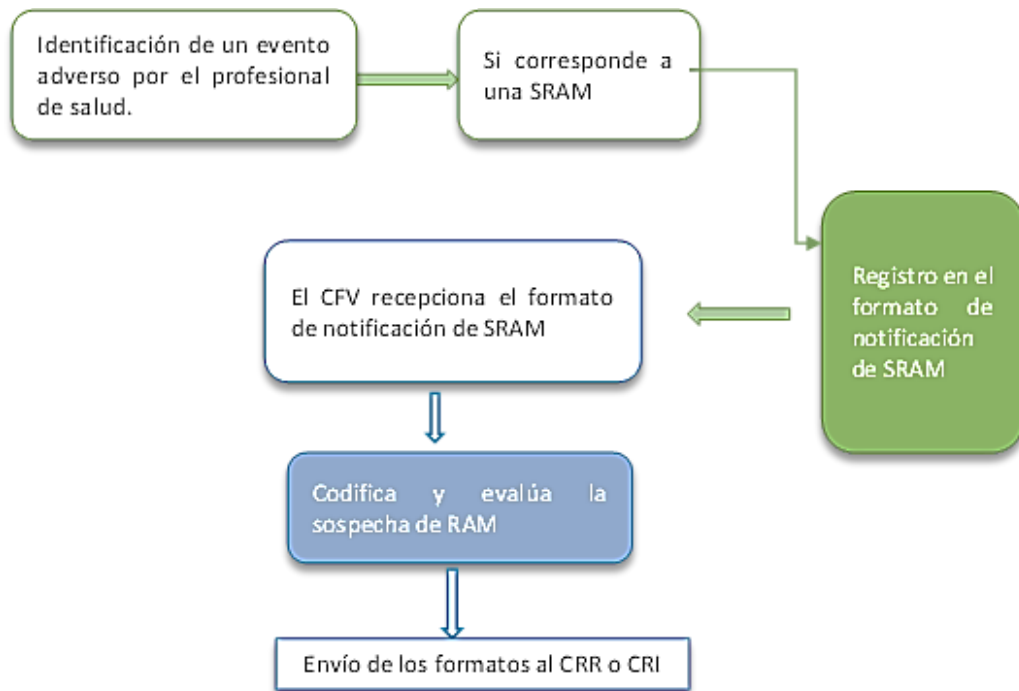 Identificación de un evento
adverso por el profesional
de salud.
Si corresponde a
una SRAM
Registro en el
formato de
notificación
de SRAM
El CFV recepciona el formato
de notificación de SRAM
Codifica y evalúa la
sospecha de RAM
Envío de los formatos al CRR o CRI